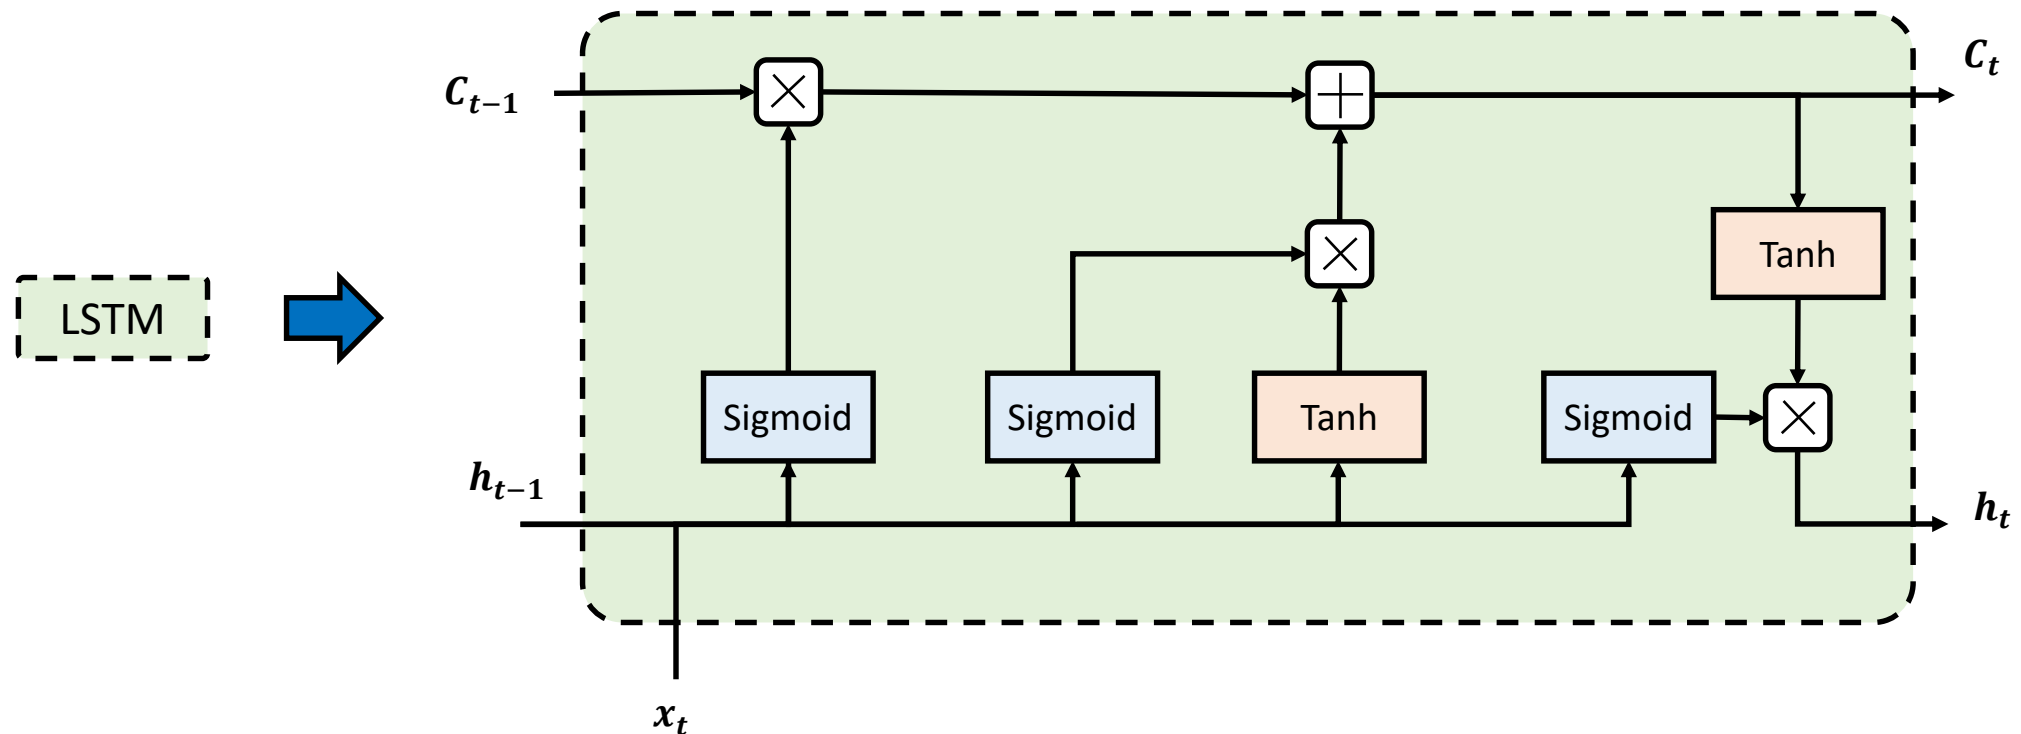 C_{t-1}
C_t
Tanh
LSTM
Sigmoid Sigmoid Tanh Sigmoid
h_{t-1}
h_t
x_t